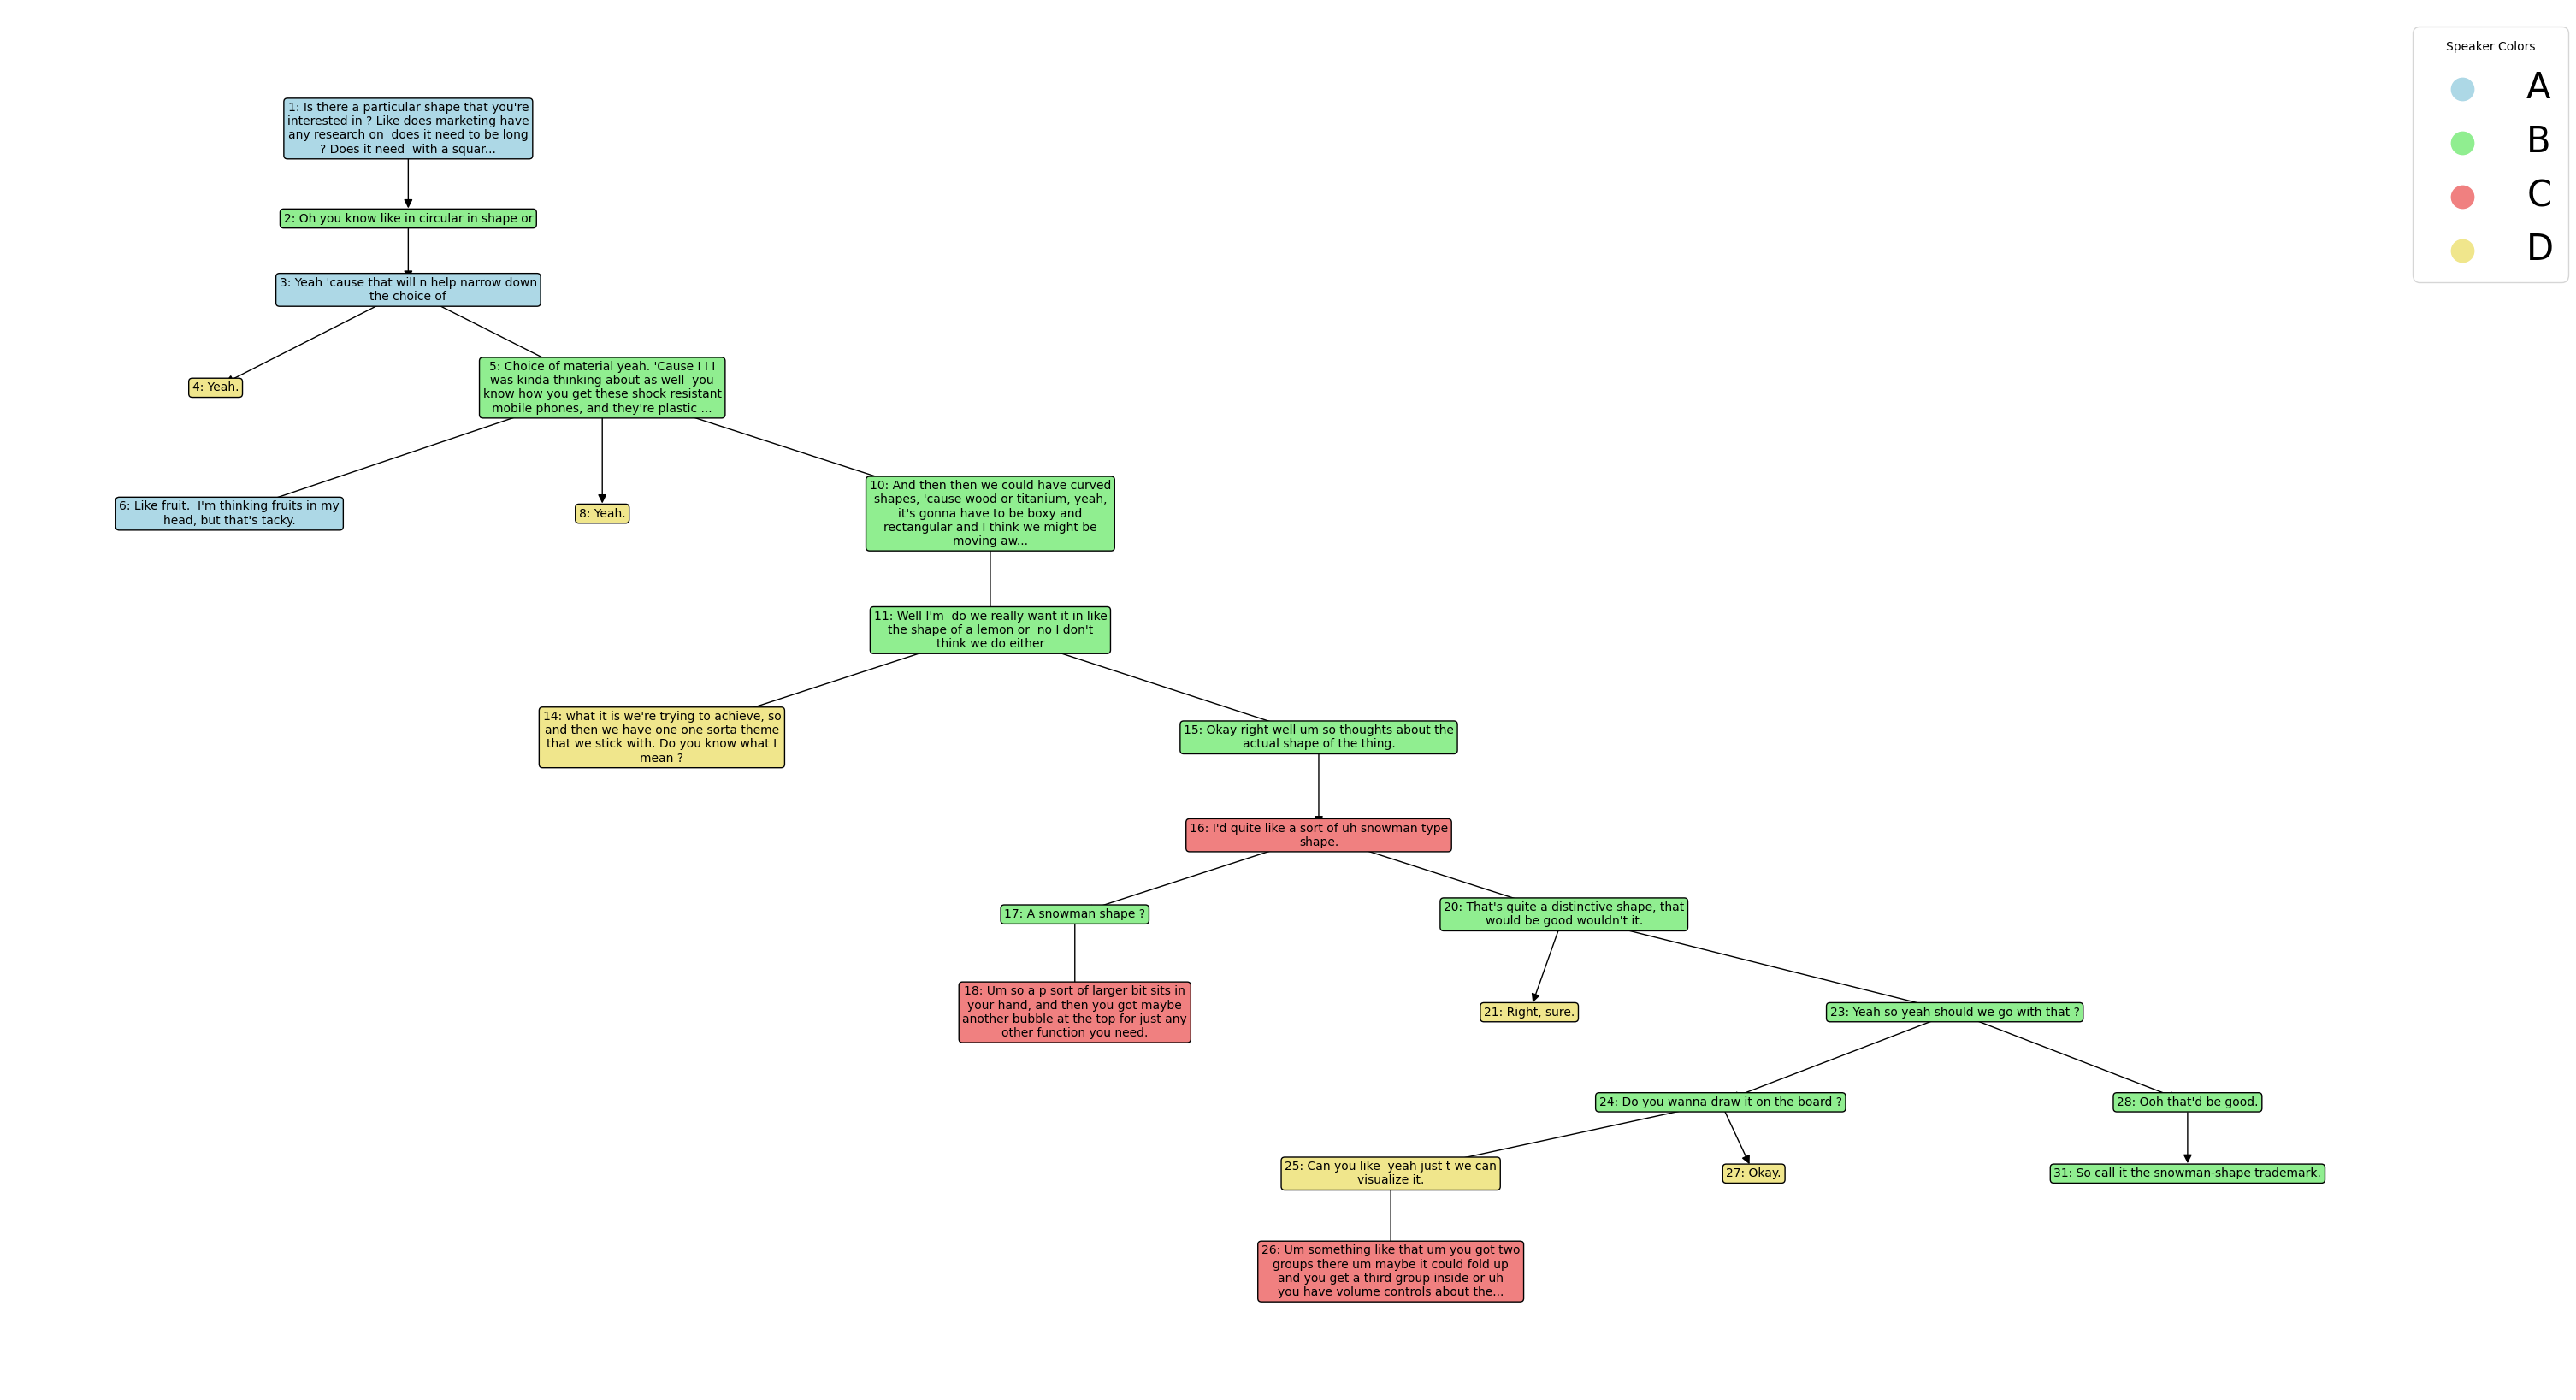 Speaker Colors
A
B
C
D
1: Is there a particular shape that you're
interested in ? Like does marketing have
any research on  does it need to be long
? Does it need  with a squar...
2: Oh you know like in circular in shape or
3: Yeah 'cause that will n help narrow down
the choice of
4: Yeah.
5: Choice of material yeah. 'Cause I I I
was kinda thinking about as well  you
know how you get these shock resistant
mobile phones, and they're plastic ...
6: Like fruit.  I'm thinking fruits in my
head, but that's tacky.
8: Yeah.
10: And then then we could have curved
shapes, 'cause wood or titanium, yeah,
it's gonna have to be boxy and
rectangular and I think we might be
moving aw...
11: Well I'm  do we really want it in like
the shape of a lemon or  no I don't
think we do either
14: what it is we're trying to achieve, so
and then we have one one sorta theme
that we stick with. Do you know what I
mean ?
15: Okay right well um so thoughts about the
actual shape of the thing.
16: I'd quite like a sort of uh snowman type
shape.
17: A snowman shape ?
20: That's quite a distinctive shape, that
would be good wouldn't it.
18: Um so a p sort of larger bit sits in
your hand, and then you got maybe
another bubble at the top for just any
other function you need.
21: Right, sure.
23: Yeah so yeah should we go with that ?
24: Do you wanna draw it on the board ?
28: Ooh that'd be good.
25: Can you like  yeah just t we can
visualize it.
27: Okay.
31: So call it the snowman-shape trademark.
26: Um something like that um you got two
groups there um maybe it could fold up
and you get a third group inside or uh
you have volume controls about the...